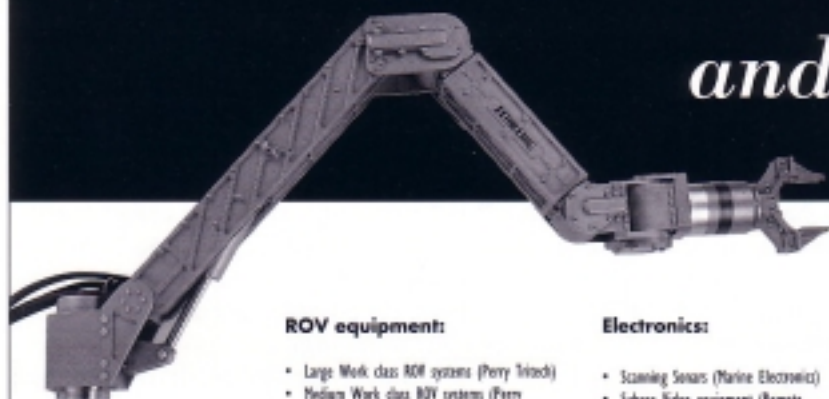 and
ROV equipment:
• Large Work class ROV systems (Perry Tritech)
• Medium Work class ROV systems (Perry
Electronics:
• Scanning Sonars (Marine Electronics)
• Subsea Video equipment (Remote